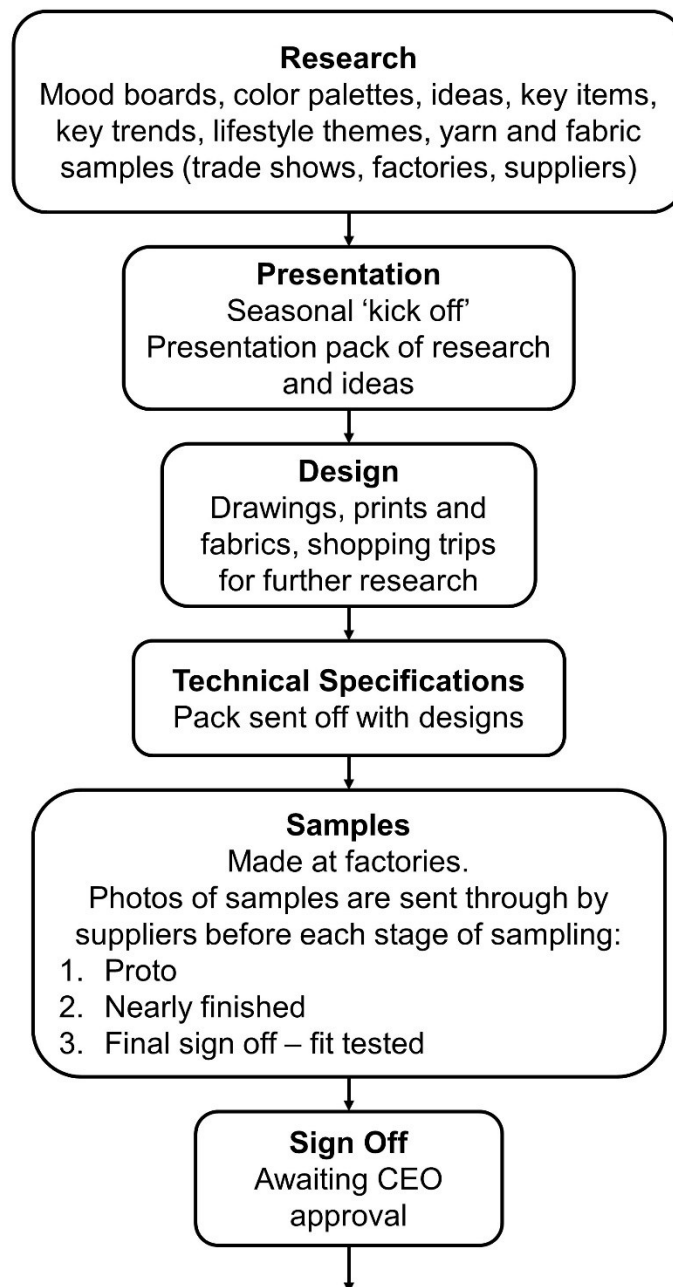 Research
Mood boards, color palettes, ideas, key items,
key trends, lifestyle themes, yarn and fabric
samples (trade shows, factories, suppliers)
Presentation
Seasonal ‘kick off’
Presentation pack of research
and ideas
Design
Drawings, prints and
fabrics, shopping trips
for further research
Technical Specifications
Pack sent off with designs
Samples
Made at factories.
Photos of samples are sent through by
suppliers before each stage of sampling:
1. Proto
2. Nearly finished
3. Final sign off – fit tested
Sign Off
Awaiting CEO
approval